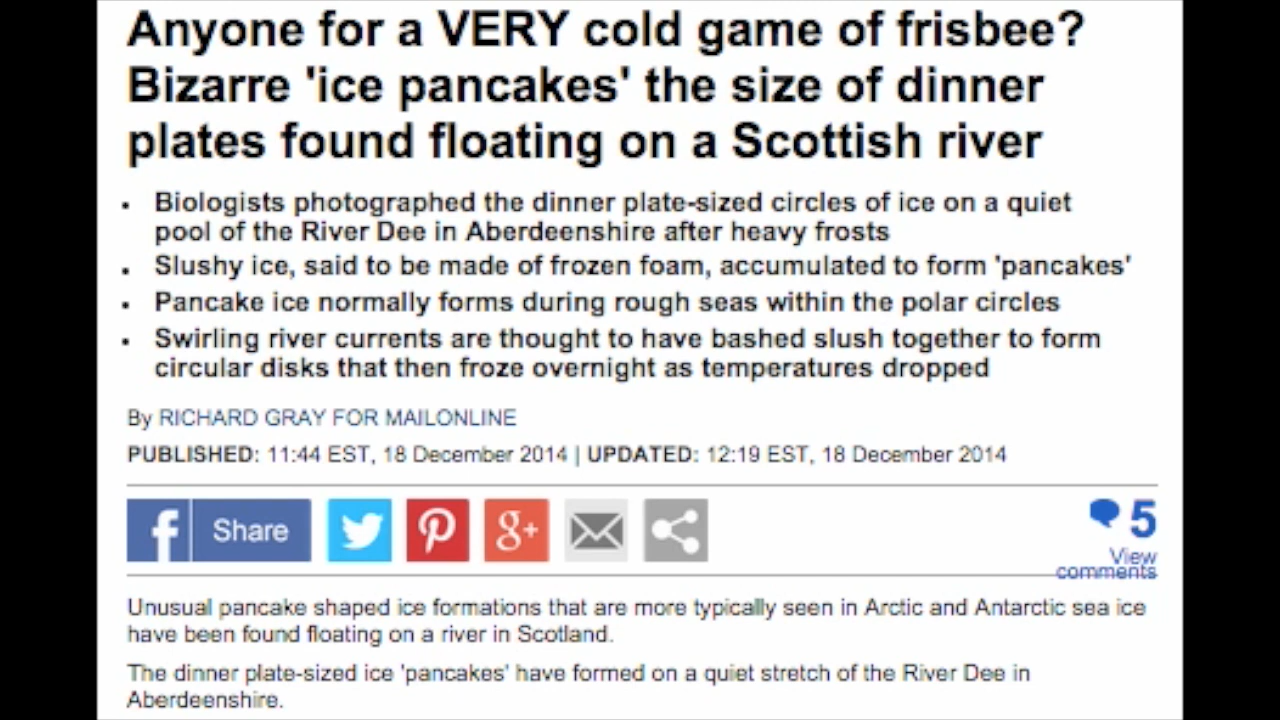 Anyone for a VERY cold game of frisbee?
Bizarre 'ice pancakes' the size of dinner
plates found floating on a Scottish river
• Biologists photographed the dinner plate-sized circles of ice on a quiet
pool of the River Dee in Aberdeenshire after heavy frosts
• Slushy ice, said to be made of frozen foam, accumulated to form 'pancakes'
• Pancake ice normally forms during rough seas within the polar circles
• Swirling river currents are thought to have bashed slush together to form
circular disks that then froze overnight as temperatures dropped
By RICHARD GRAY FOR MAILONLINE
PUBLISHED: 11:44 EST, 18 December 2014 | UPDATED: 12:19 EST, 18 December 2014
f Share g+ 5
View
comments
Unusual pancake shaped ice formations that are more typically seen in Arctic and Antarctic sea ice
have been found floating on a river in Scotland.
The dinner plate-sized ice 'pancakes' have formed on a quiet stretch of the River Dee in
Aberdeenshire.